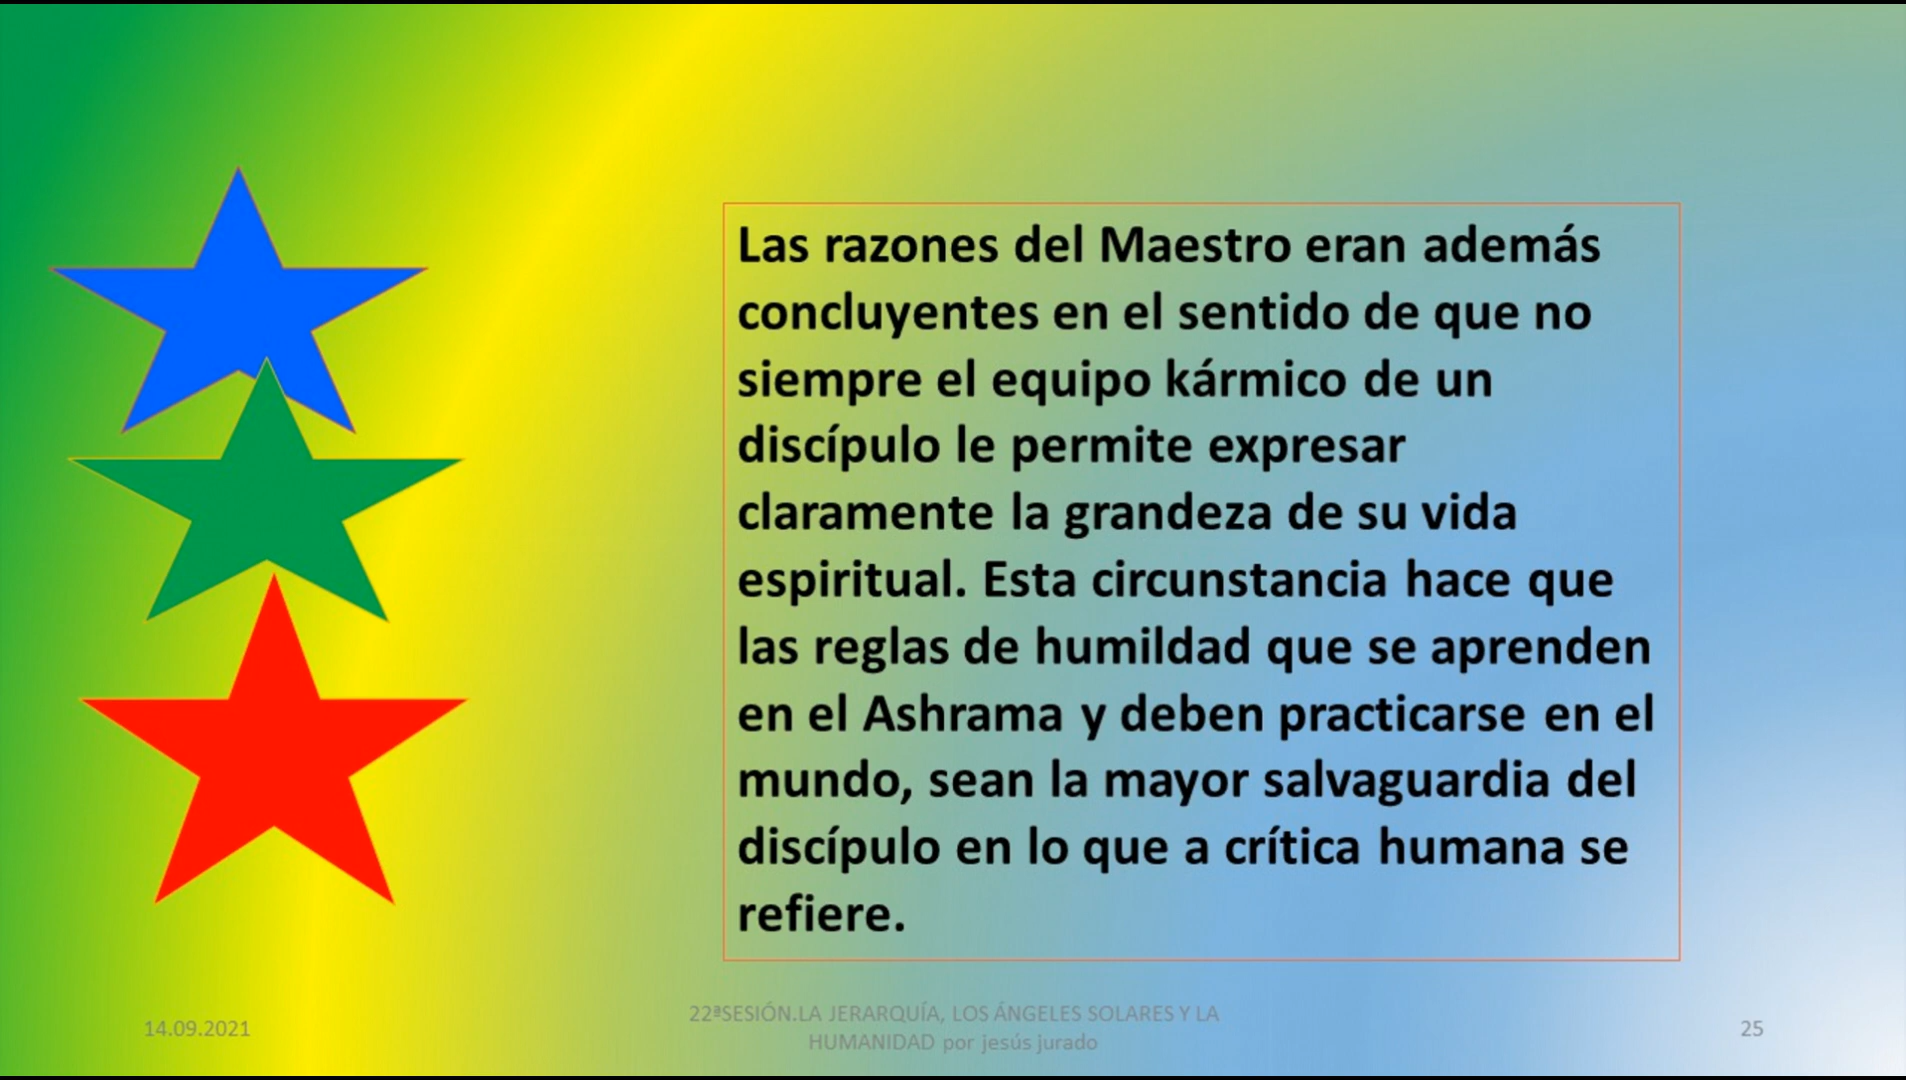 Las razones del Maestro eran además
concluyentes en el sentido de que no
siempre el equipo kármico de un
discípulo le permite expresar
claramente la grandeza de su vida
espiritual. Esta circunstancia hace que
las reglas de humildad que se aprenden
en el Ashrama y deben practicarse en el
mundo, sean la mayor salvaguardia del
discípulo en lo que a crítica humana se
refiere.
14.09.2021
22ªSESIÓN.LA JERARQUÍA, LOS ÁNGELES SOLARES Y LA
HUMANIDAD por jesús jurado
25